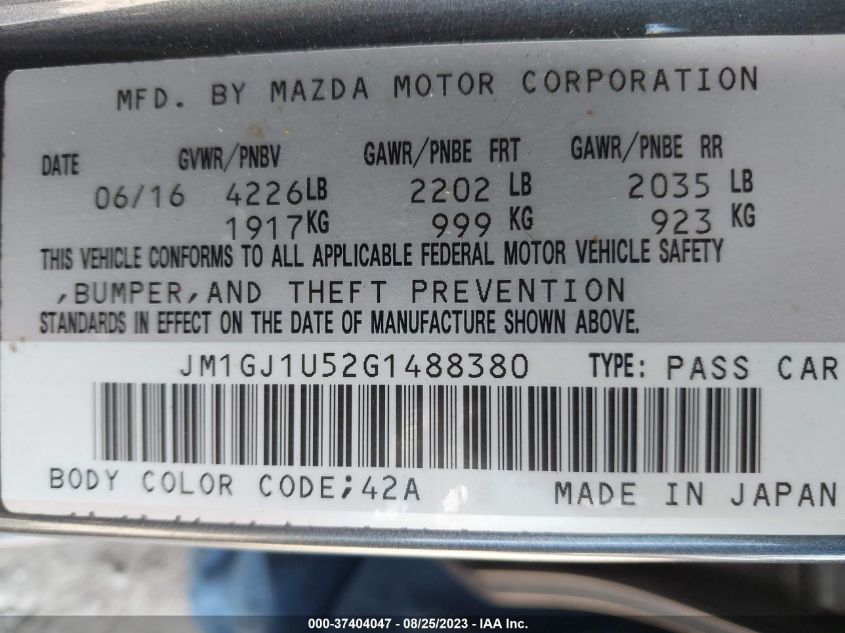 MFD. BY MAZDA MOTOR CORPORATION
DATE GVWR/PNBV GAWR/PNBE FRT GAWR/PNBE RR
06/16 4226LB 2202 LB 2035 LB
1917KG 999 KG 923 KG
THIS VEHICLE CONFORMS TO ALL APPLICABLE FEDERAL MOTOR VEHICLE SAFETY
,BUMPER,AND THEFT PREVENTION
STANDARDS IN EFFECT ON THE DATE OF MANUFACTURE SHOWN ABOVE.
JM1GJ1U52G1488380 TYPE: PASS CAR
BODY COLOR CODE;42A MADE IN JAPAN
000-37404047 - 08/25/2023 - IAA Inc.